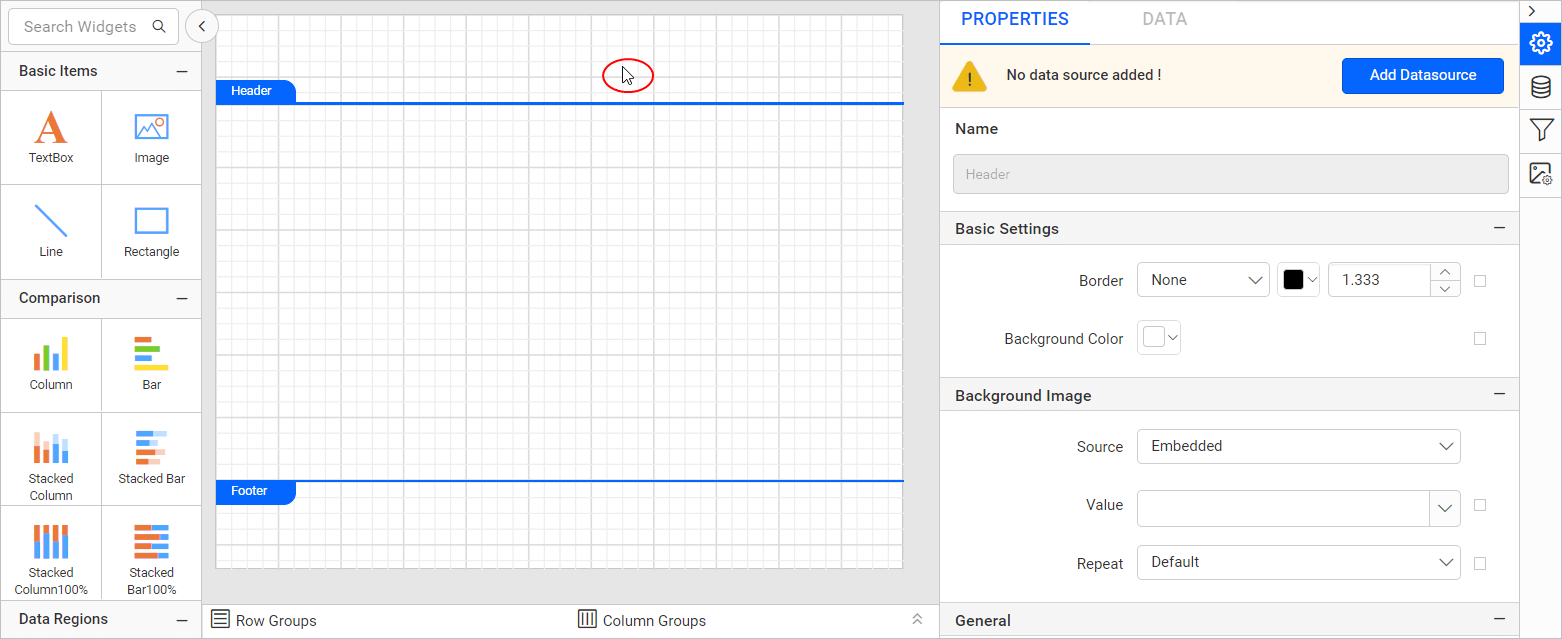 Search Widgets
Basic Items
TextBox
Image
Line
Rectangle
Comparison
Column
Bar
Stacked
Column
Stacked Bar
Stacked
Column100%
Stacked
Bar100%
Data Regions
Header
Footer
Row Groups
Column Groups
PROPERTIES
DATA
No data source added !
Add Datasource
Name
Header
Basic Settings
Border
None
1.333
Background Color
Background Image
Source
Embedded
Value
Repeat
Default
General